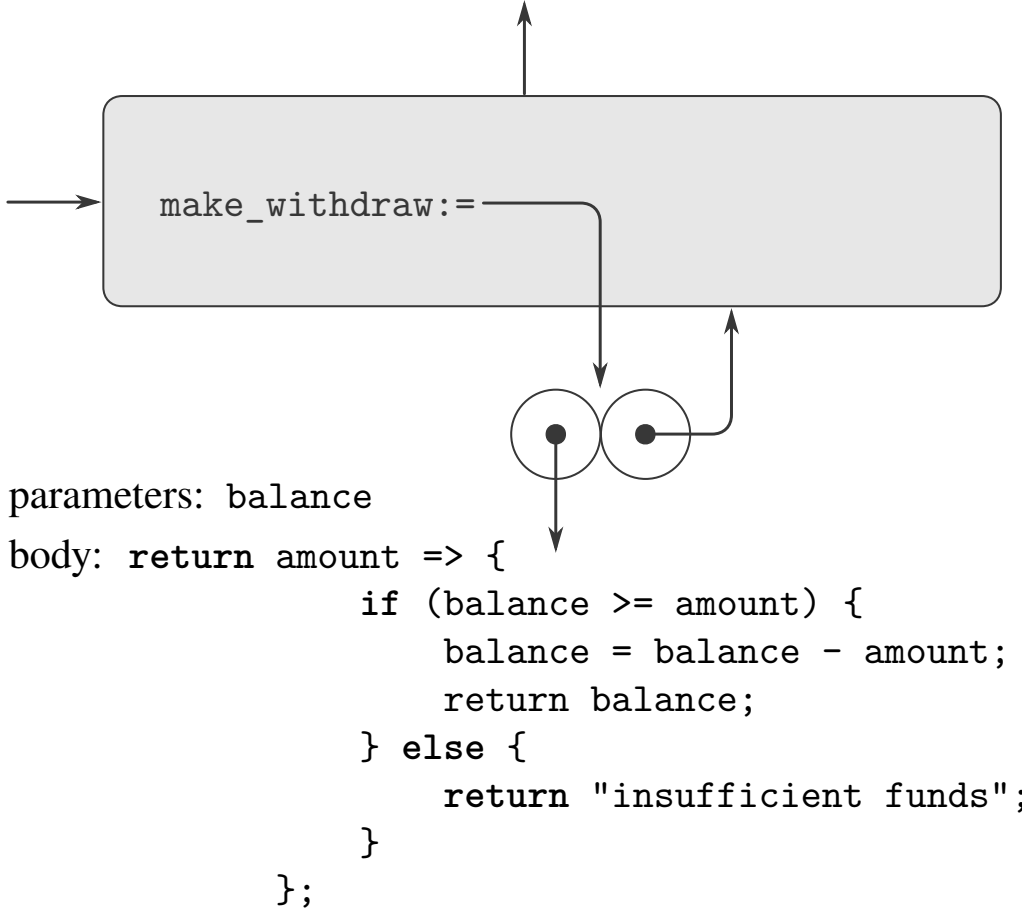 make_withdraw:=
parameters: balance
body: return amount => {
if (balance >= amount) {
balance = balance - amount;
return balance;
} else {
return "insufficient funds";
}
};